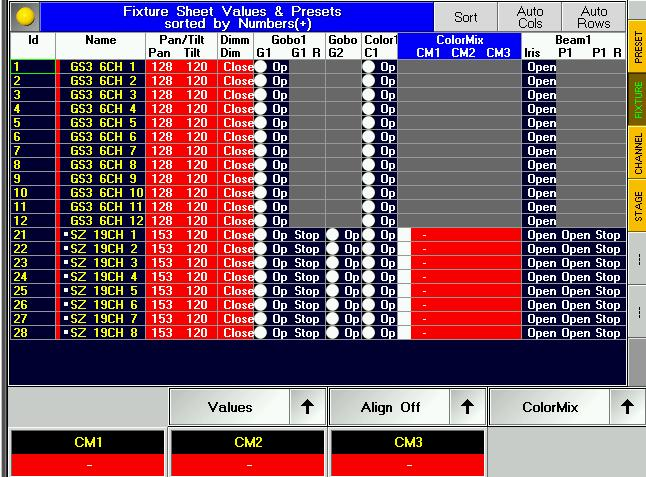 Fixture Sheet Values & Presets
sorted by Numbers(+)
Sort
Auto
Cols
Auto
Rows
Id Name Pan/Tilt Dimm Gobo1 Gobo Color1 ColorMix Beam1
Pan Tilt Dim G1 G1 R G2 C1 CM1 CM2 CM3 Iris P1 P1 R
1 GS3 6CH 1 128 120 Close Op Op Open
2 GS3 6CH 2 128 120 Close Op Op Open
3 GS3 6CH 3 128 120 Close Op Op Open
4 GS3 6CH 4 128 120 Close Op Op Open
5 GS3 6CH 5 128 120 Close Op Op Open
6 GS3 6CH 6 128 120 Close Op Op Open
7 GS3 6CH 7 128 120 Close Op Op Open
8 GS3 6CH 8 128 120 Close Op Op Open
9 GS3 6CH 9 128 120 Close Op Op Open
10 GS3 6CH 10 128 120 Close Op Op Open
11 GS3 6CH 11 128 120 Close Op Op Open
12 GS3 6CH 12 128 120 Close Op Op Open
21 SZ 19CH 1 153 120 Close Op Stop Op Op - Open Open Stop
22 SZ 19CH 2 153 120 Close Op Stop Op Op - Open Open Stop
23 SZ 19CH 3 153 120 Close Op Stop Op Op - Open Open Stop
24 SZ 19CH 4 153 120 Close Op Stop Op Op - Open Open Stop
25 SZ 19CH 5 153 120 Close Op Stop Op Op - Open Open Stop
26 SZ 19CH 6 153 120 Close Op Stop Op Op - Open Open Stop
27 SZ 19CH 7 153 120 Close Op Stop Op Op - Open Open Stop
28 SZ 19CH 8 153 120 Close Op Stop Op Op - Open Open Stop
PRESET
FIXTURE
CHANNEL
STAGE
---
---
Values
Align Off
ColorMix
CM1 CM2 CM3
- - -